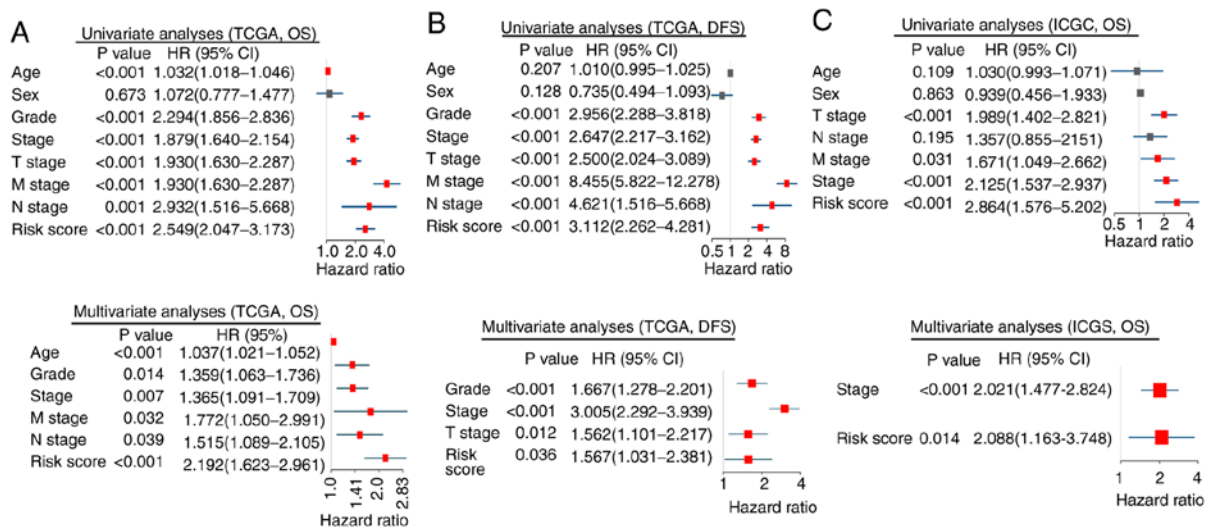 A
Univariate analyses (TCGA, OS)
P value HR (95% CI)
Age <0.001 1.032(1.018–1.046)
Sex 0.673 1.072(0.777–1.477)
Grade <0.001 2.294(1.856–2.836)
Stage <0.001 1.879(1.640–2.154)
T stage <0.001 1.930(1.630–2.287)
M stage <0.001 1.930(1.630–2.287)
N stage 0.001 2.932(1.516–5.668)
Risk score <0.001 2.549(2.047–3.173)
1.0 2.0 4.0
Hazard ratio
B
Univariate analyses (TCGA, DFS)
P value HR (95% CI)
Age 0.207 1.010(0.995–1.025)
Sex 0.128 0.735(0.494–1.093)
Grade <0.001 2.956(2.288–3.818)
Stage <0.001 2.647(2.217–3.162)
T stage <0.001 2.500(2.024–3.089)
M stage <0.001 8.455(5.822–12.278)
N stage <0.001 4.621(1.516–5.668)
Risk score <0.001 3.112(2.262–4.281)
0.5 1 2 4 8
Hazard ratio
C
Univariate analyses (ICGC, OS)
P value HR (95% CI)
Age 0.109 1.030(0.993–1.071)
Sex 0.863 0.939(0.456–1.933)
T stage <0.001 1.989(1.402–2.821)
N stage 0.195 1.357(0.855–2151)
M stage 0.031 1.671(1.049–2.662)
Stage <0.001 2.125(1.537–2.937)
Risk score <0.001 2.864(1.576–5.202)
0.5 1 2 4
Hazard ratio
Multivariate analyses (TCGA, OS)
P value HR (95%)
Age <0.001 1.037(1.021–1.052)
Grade 0.014 1.359(1.063–1.736)
Stage 0.007 1.365(1.091–1.709)
M stage 0.032 1.772(1.050–2.991)
N stage 0.039 1.515(1.089–2.105)
Risk score <0.001 2.192(1.623–2.961)
1.0 1.41 2.0 2.83
Hazard ratio
Multivariate analyses (TCGA, DFS)
P value HR (95% CI)
Grade <0.001 1.667(1.278–2.201)
Stage <0.001 3.005(2.292–3.939)
T stage 0.012 1.562(1.101–2.217)
Risk 0.036 1.567(1.031–2.381)
score
1 2 4
Hazard ratio
Multivariate analyses (ICGS, OS)
P value HR (95% CI)
Stage <0.001 2.021(1.477-2.824)
Risk score 0.014 2.088(1.163-3.748)
1 2 4
Hazard ratio